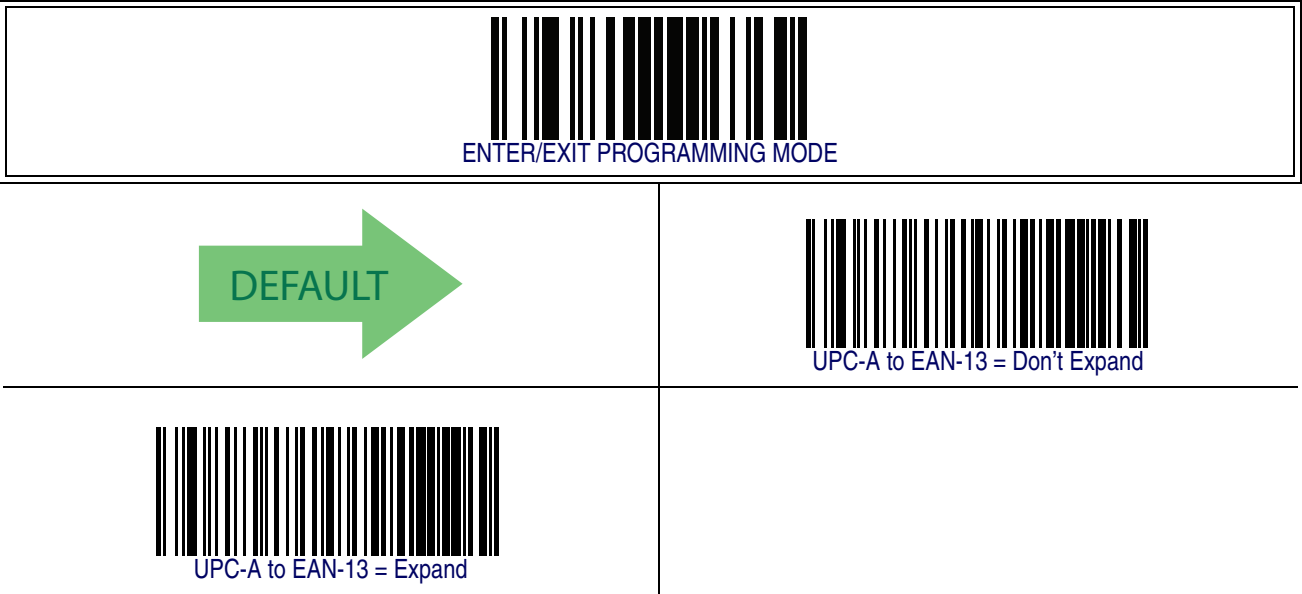 ENTER/EXIT PROGRAMMING MODE
DEFAULT
UPC-A to EAN-13 = Don't Expand
UPC-A to EAN-13 = Expand